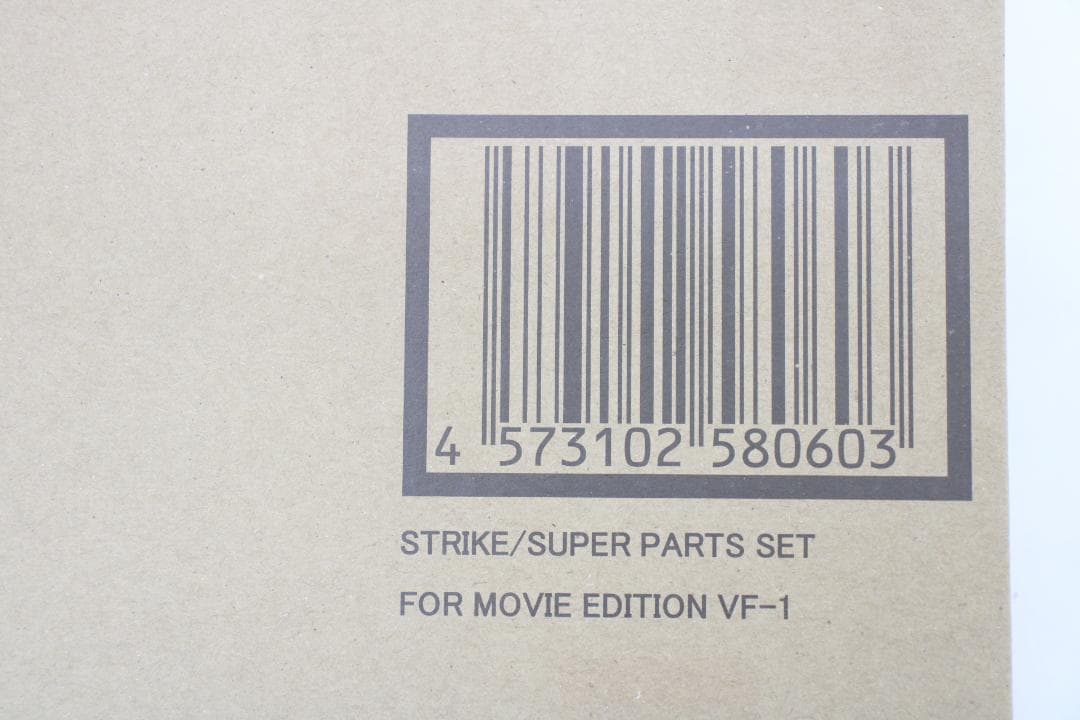 4 573102 580603
STRIKE/SUPER PARTS SET
FOR MOVIE EDITION VF-1